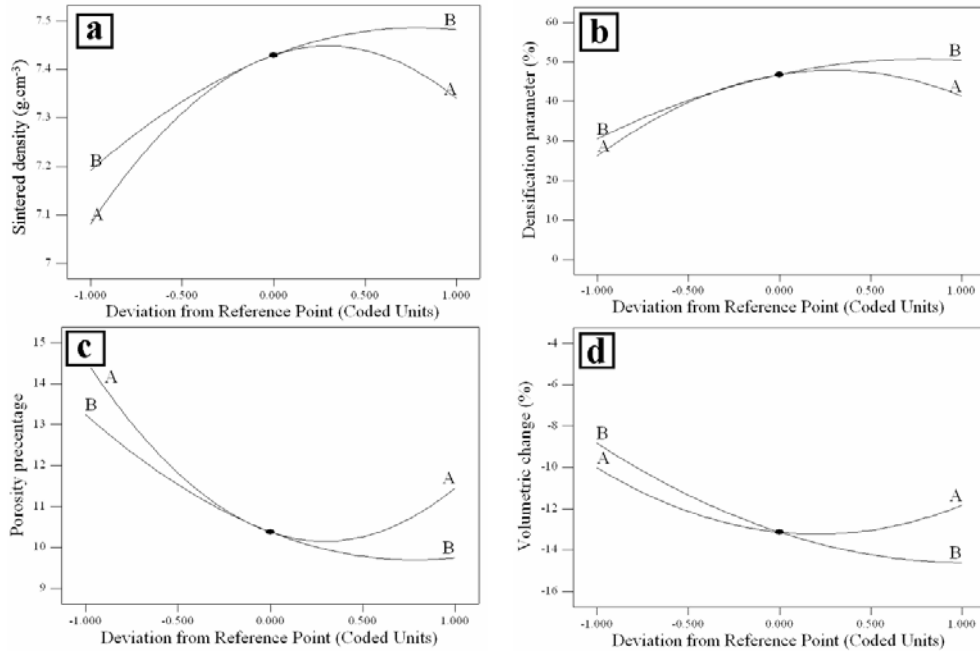 a
Sintered density (g.cm-3)
7.5
7.4
7.3
7.2
7.1
7
B
A
B
A
-1.000
-0.500
0.000
0.500
1.000
Deviation from Reference Point (Coded Units)
b
Densification parameter (%)
60
50
40
30
20
10
0
B
A
B
A
-1.000
-0.500
0.000
0.500
1.000
Deviation from Reference Point (Coded Units)
c
Porosity precentage
15
14
13
12
11
10
9
A
B
A
B
-1.000
-0.500
0.000
0.500
1.000
Deviation from Reference Point (Coded Units)
d
Volumetric change (%)
-4
-6
-8
-10
-12
-14
-16
B
A
A
B
-1.000
-0.500
0.000
0.500
1.000
Deviation from Reference Point (Coded Units)